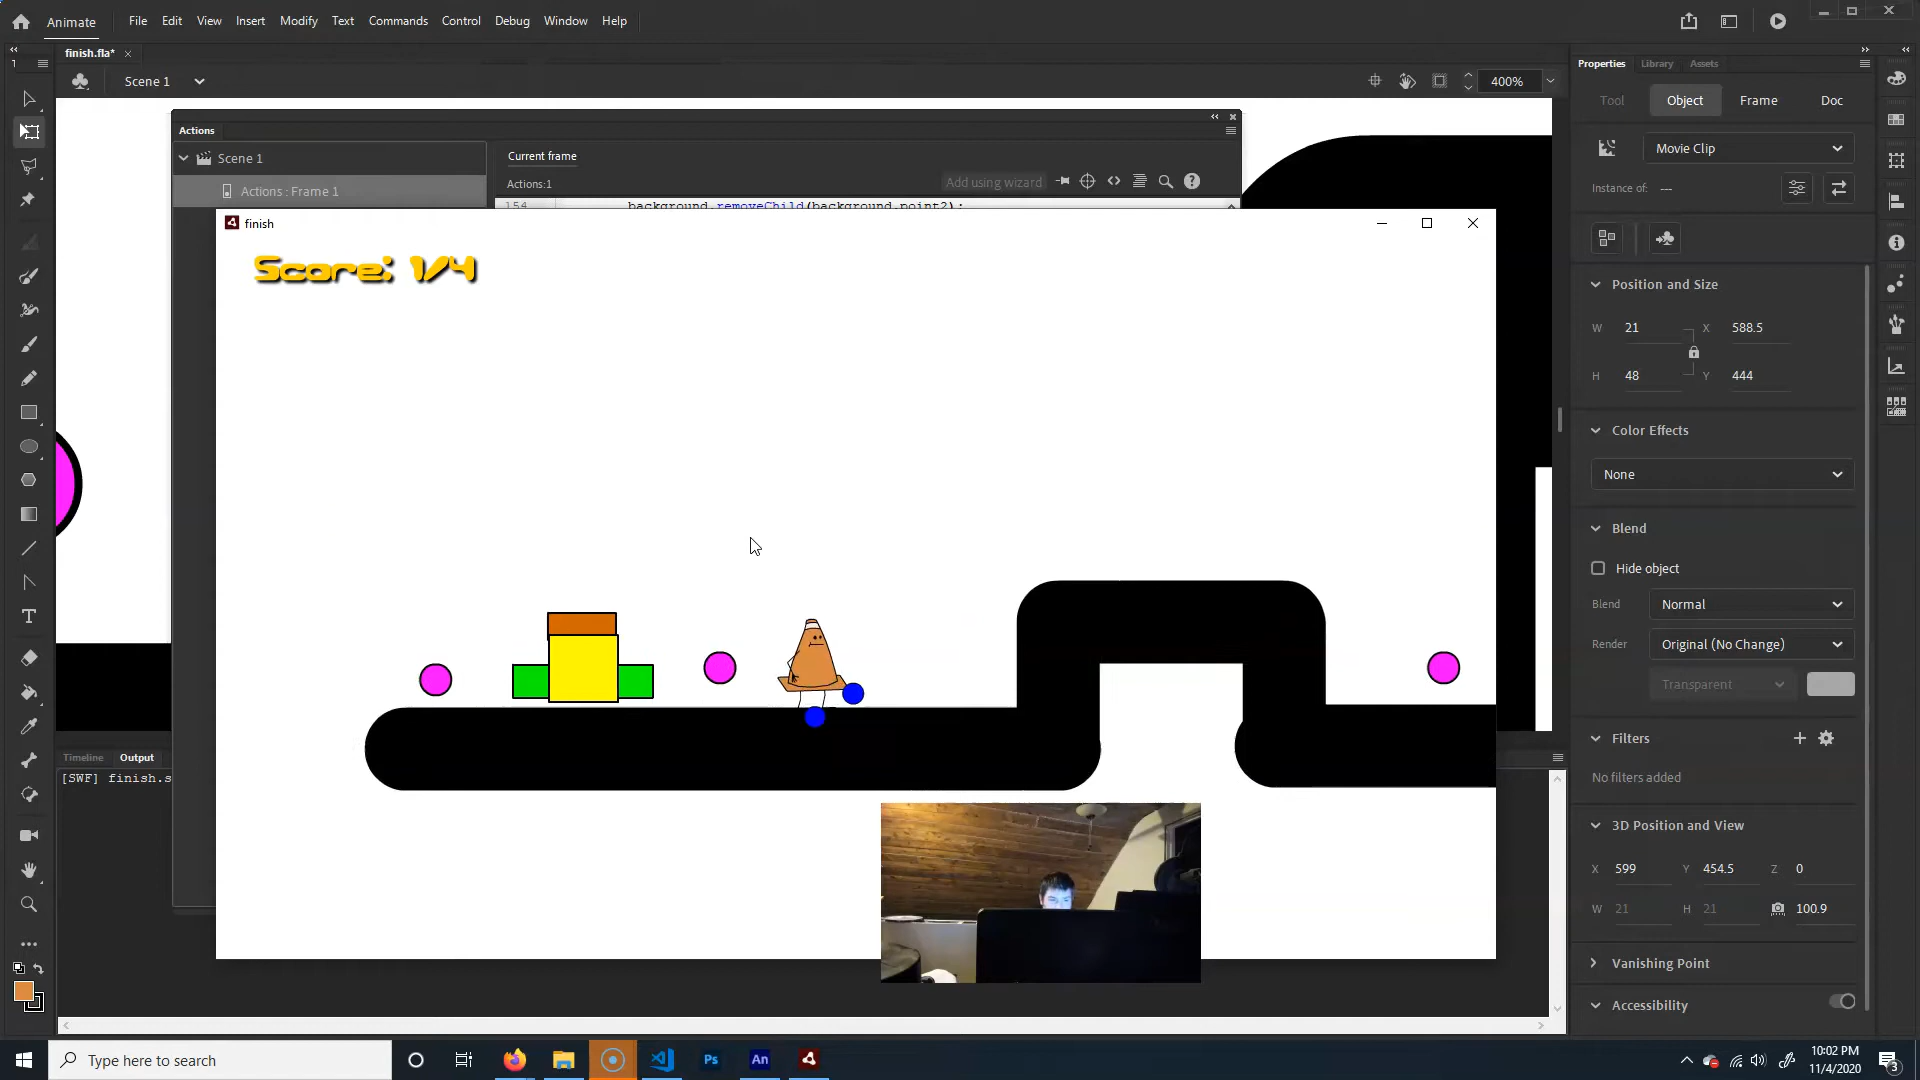 Animate File Edit View Insert Modify Text Commands Control Debug Window Help
finish.fla* ×
Scene 1 400%
Properties Library Assets
Tool Object Frame Doc
Actions
Scene 1
Actions : Frame 1
Current frame
Actions:1
Add using wizard
154 background.removeChild(background.point2);
finish
Score: 1/4
Movie Clip
Instance of: ---
Position and Size
W 21 X 588.5
H 48 Y 444
Color Effects
None
Blend
Hide object
Blend Normal
Render Original (No Change)
Transparent
Filters
No filters added
3D Position and View
X 599 Y 454.5 Z 0
W 21 H 21 100.9
Vanishing Point
Accessibility
Timeline Output
[SWF] finish.s
Type here to search
Ps An
10:02 PM
11/4/2020
3